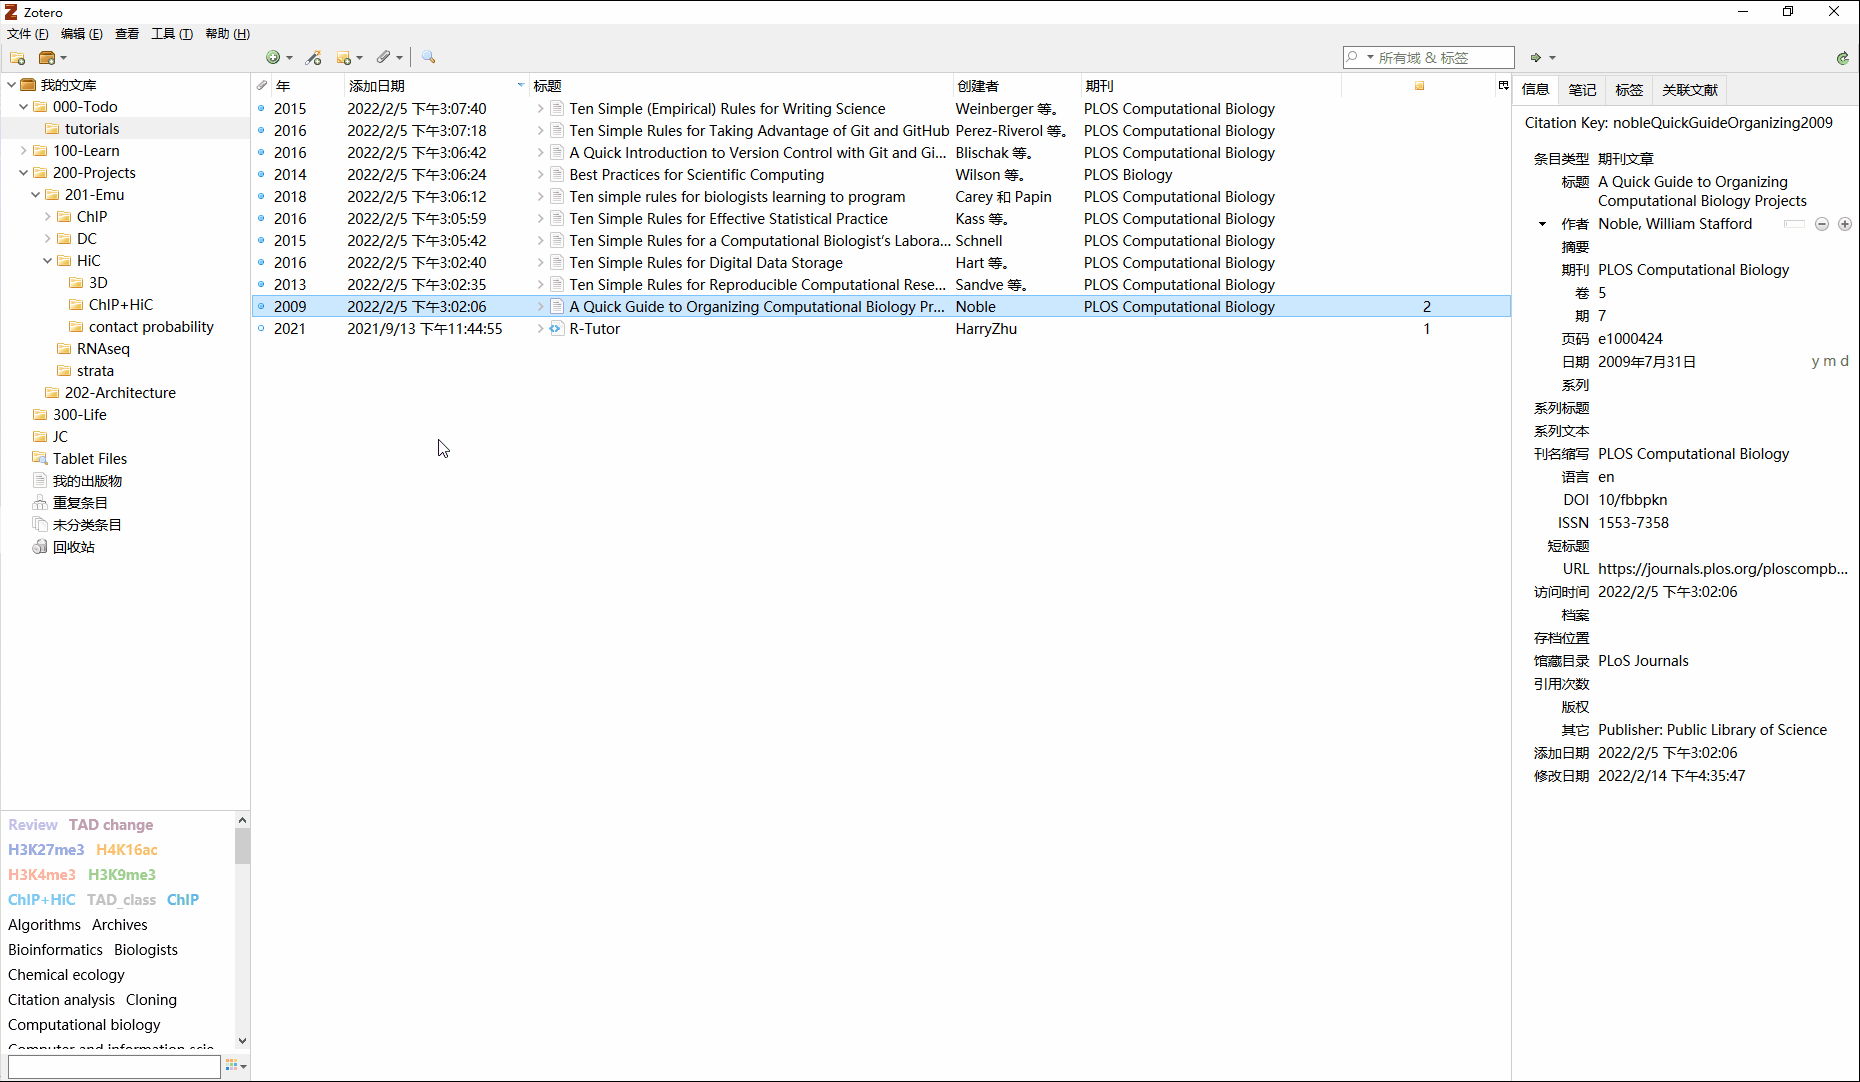 Zotero
文件 (F) 编辑 (E) 查看 工具 (T) 帮助 (H)
所有域 & 标签
我的文库
000-Todo
tutorials
100-Learn
200-Projects
201-Emu
ChIP
DC
HiC
3D
ChIP+HiC
contact probability
RNAseq
strata
202-Architecture
300-Life
JC
Tablet Files
我的出版物
重复条目
未分类条目
回收站
Review TAD change
H3K27me3 H4K16ac
H3K4me3 H3K9me3
ChIP+HiC TAD_class ChIP
Algorithms Archives
Bioinformatics Biologists
Chemical ecology
Citation analysis Cloning
Computational biology
Computer and information scie
年 添加日期 标题 创建者 期刊
2015 2022/2/5 下午3:07:40 Ten Simple (Empirical) Rules for Writing Science Weinberger 等。 PLOS Computational Biology
2016 2022/2/5 下午3:07:18 Ten Simple Rules for Taking Advantage of Git and GitHub Perez-Riverol 等。 PLOS Computational Biology
2016 2022/2/5 下午3:06:42 A Quick Introduction to Version Control with Git and Gi... Blischak 等。 PLOS Computational Biology
2014 2022/2/5 下午3:06:24 Best Practices for Scientific Computing Wilson 等。 PLOS Biology
2018 2022/2/5 下午3:06:12 Ten simple rules for biologists learning to program Carey 和 Papin PLOS Computational Biology
2016 2022/2/5 下午3:05:59 Ten Simple Rules for Effective Statistical Practice Kass 等。 PLOS Computational Biology
2015 2022/2/5 下午3:05:42 Ten Simple Rules for a Computational Biologist's Labora... Schnell PLOS Computational Biology
2016 2022/2/5 下午3:02:40 Ten Simple Rules for Digital Data Storage Hart 等。 PLOS Computational Biology
2013 2022/2/5 下午3:02:35 Ten Simple Rules for Reproducible Computational Rese... Sandve 等。 PLOS Computational Biology
2009 2022/2/5 下午3:02:06 A Quick Guide to Organizing Computational Biology Pr... Noble PLOS Computational Biology 2
2021 2021/9/13 下午11:44:55 R-Tutor HarryZhu 1
信息 笔记 标签 关联文献
Citation Key: nobleQuickGuideOrganizing2009
条目类型 期刊文章
标题 A Quick Guide to Organizing
Computational Biology Projects
作者 Noble, William Stafford
摘要
期刊 PLOS Computational Biology
卷 5
期 7
页码 e1000424
日期 2009年7月31日 y m d
系列
系列标题
系列文本
刊名缩写 PLOS Computational Biology
语言 en
DOI 10/fbbpkn
ISSN 1553-7358
短标题
URL https://journals.plos.org/ploscompb...
访问时间 2022/2/5 下午3:02:06
档案
存档位置
馆藏目录 PLoS Journals
引用次数
版权
其它 Publisher: Public Library of Science
添加日期 2022/2/5 下午3:02:06
修改日期 2022/2/14 下午4:35:47